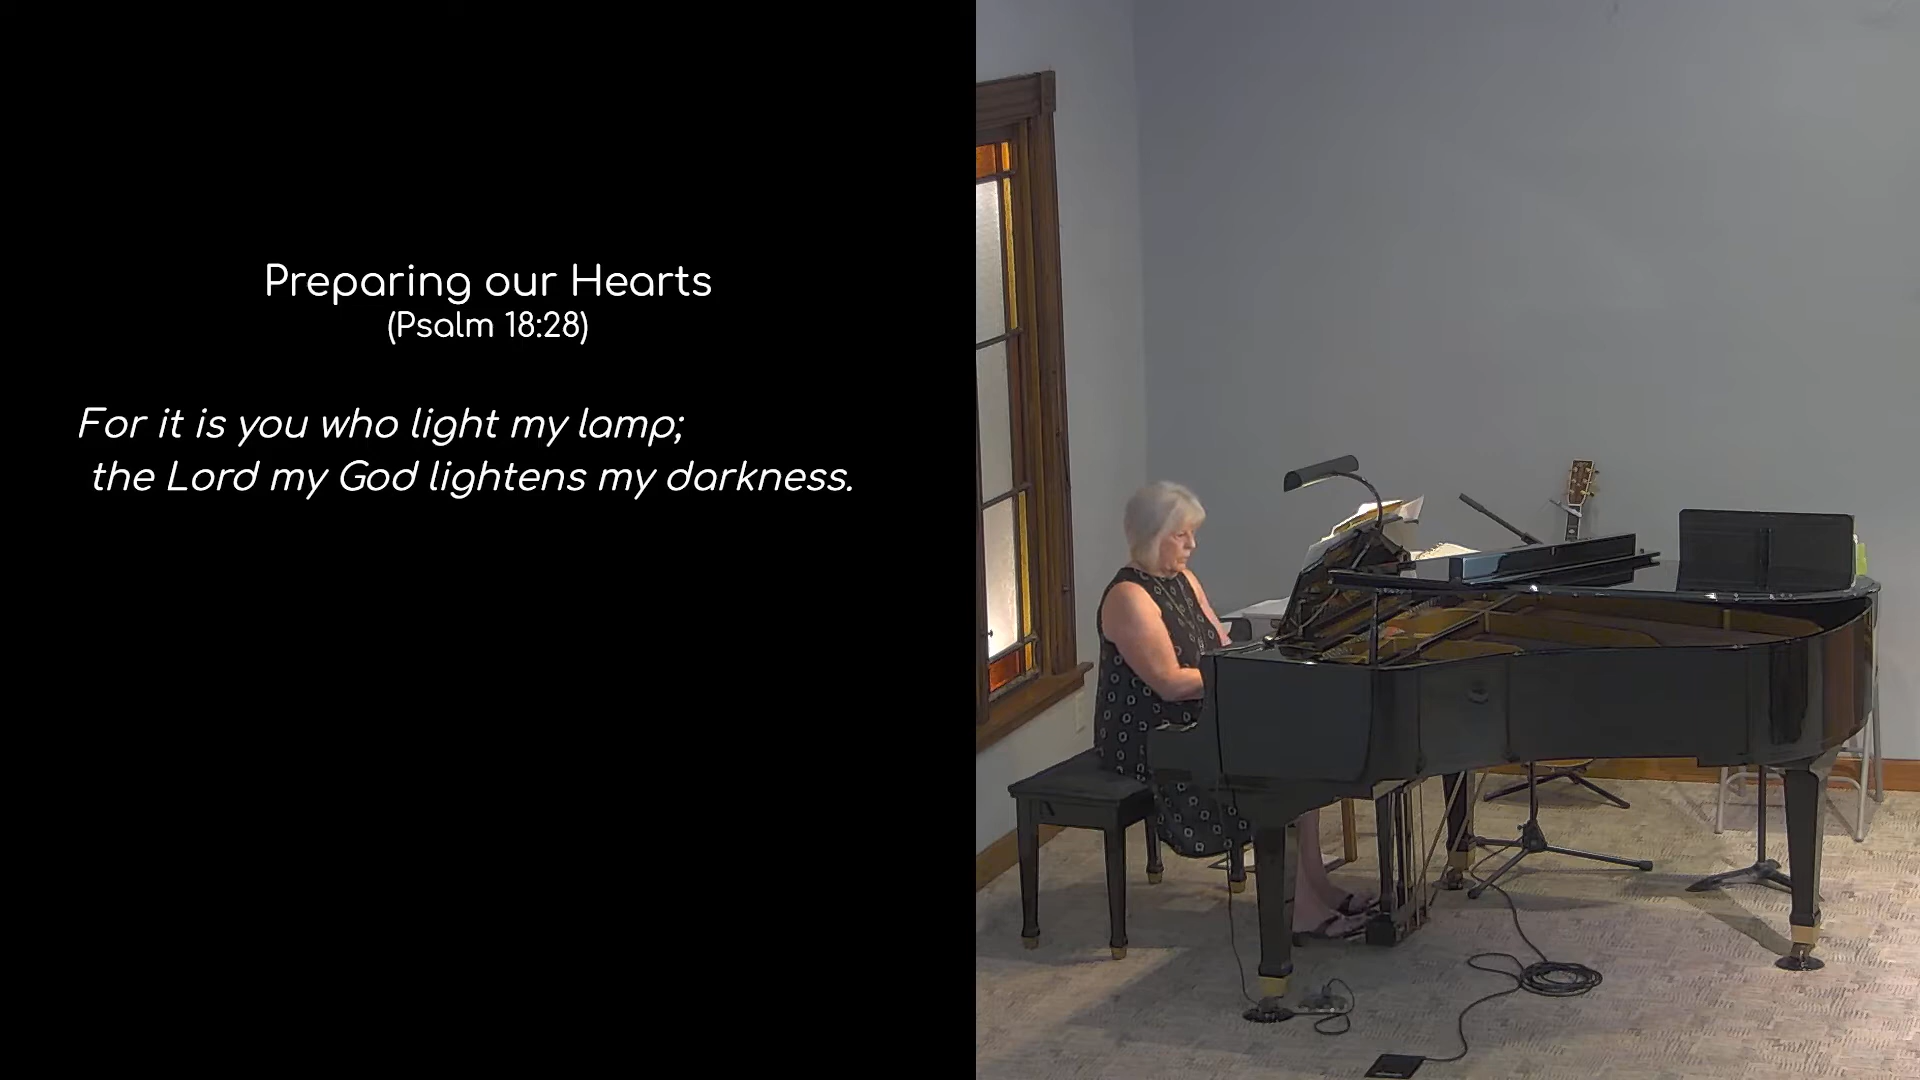 Preparing our Hearts
(Psalm 18:28)
For it is you who light my lamp;
the Lord my God lightens my darkness.